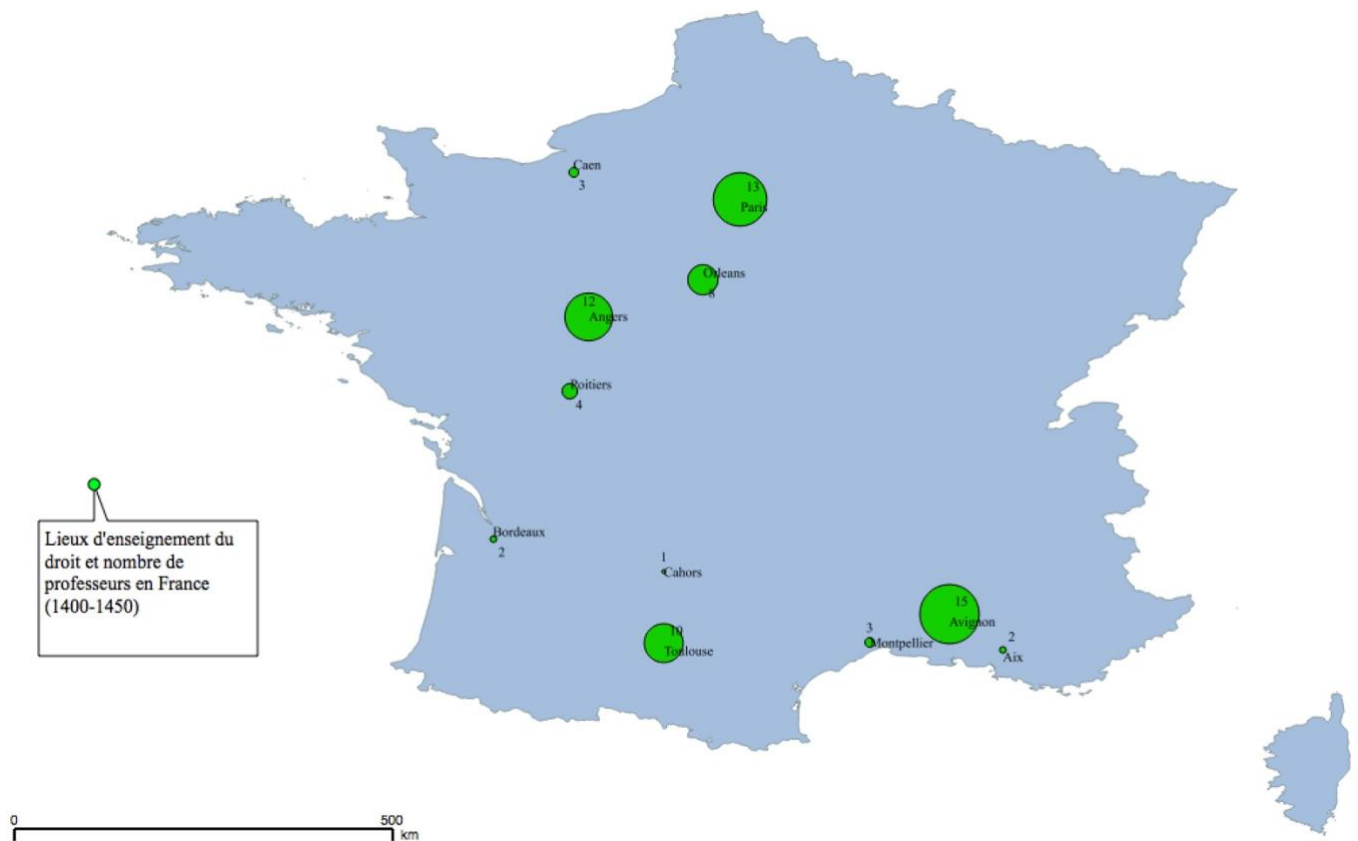 Caen
3
13
Paris
Orleans
8
12
Angers
Poitiers
4
Bordeaux
2
1
Cahors
10
Toulouse
3
Montpellier
15
Avignon
2
Aix
Lieux d'enseignement du
droit et nombre de
professeurs en France
(1400-1450)
0
500
km